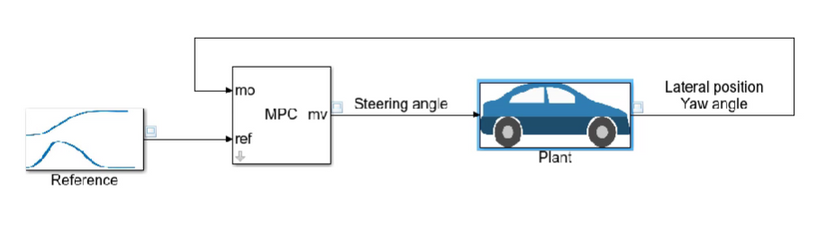 mo
MPC mv
ref
Steering angle
Lateral position
Yaw angle
Reference
Plant